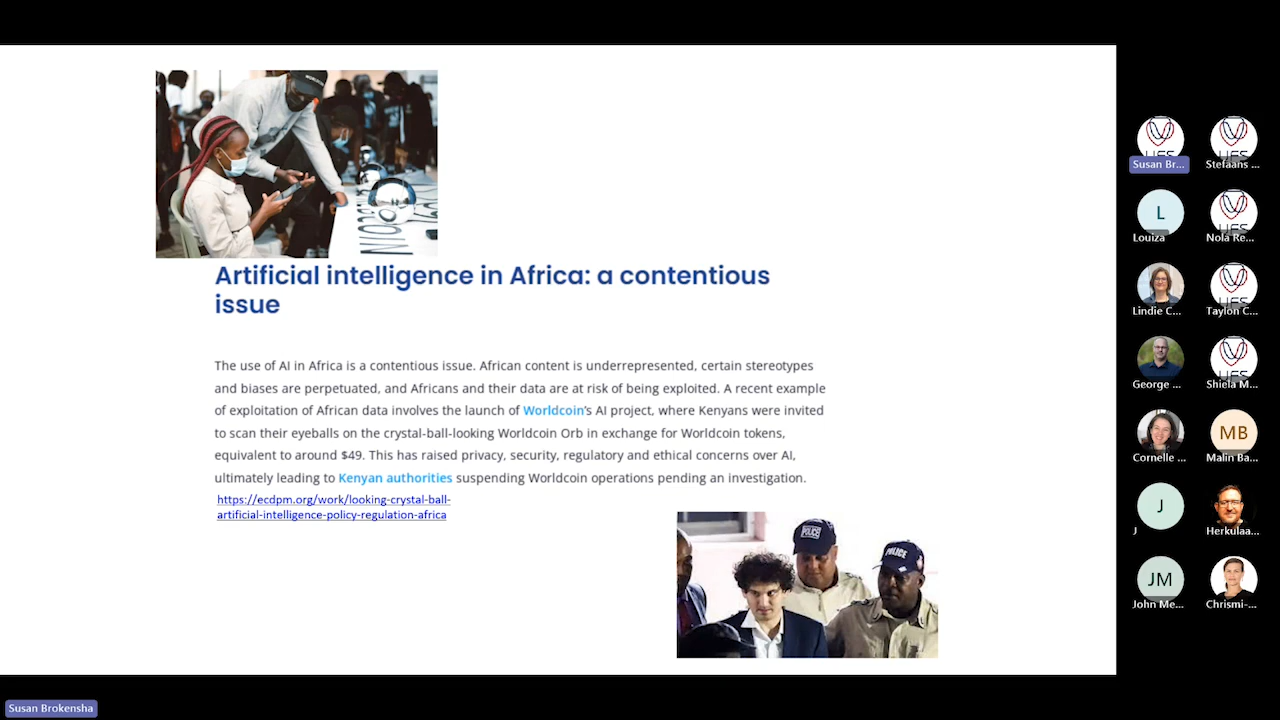 Artificial intelligence in Africa: a contentious
issue
The use of AI in Africa is a contentious issue. African content is underrepresented, certain stereotypes
and biases are perpetuated, and Africans and their data are at risk of being exploited. A recent example
of exploitation of African data involves the launch of Worldcoin's AI project, where Kenyans were invited
to scan their eyeballs on the crystal-ball-looking Worldcoin Orb in exchange for Worldcoin tokens,
equivalent to around $49. This has raised privacy, security, regulatory and ethical concerns over AI,
ultimately leading to Kenyan authorities suspending Worldcoin operations pending an investigation.
https://ecdpm.org/work/looking-crystal-ball-
artificial-intelligence-policy-regulation-africa
POLICE
POLICE
Susan Br...
Stefaans ...
L
Louiza
Nola Re...
Lindie C...
Taylon C...
George ...
Shiela M...
Cornelle ...
MB
Malin Ba...
J
J
Herkulaa...
JM
John Me...
Chrismi-...
Susan Brokensha